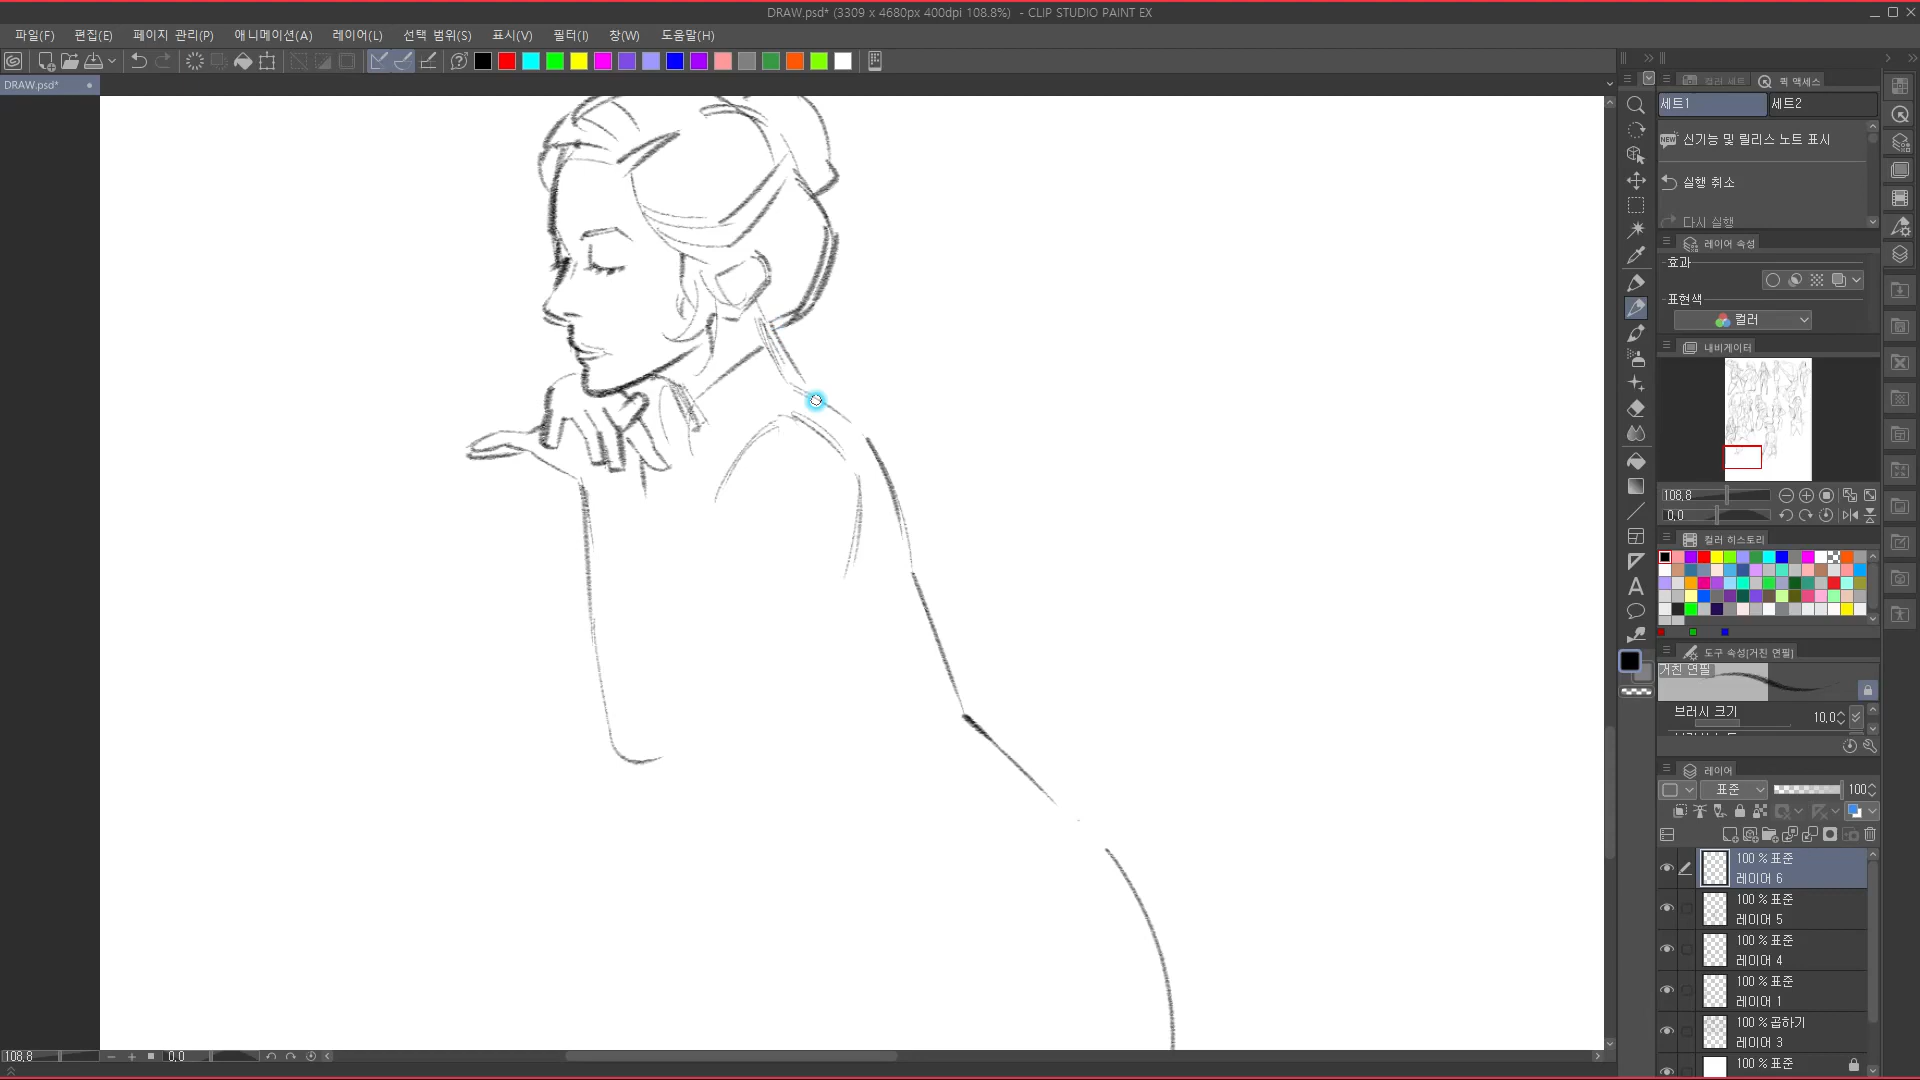 DRAW.psd* (3309 x 4680px 400dpi 108.8%) - CLIP STUDIO PAINT EX
파일(F) 편집(E) 페이지 관리(P) 애니메이션(A) 레이어(L) 선택 범위(S) 표시(V) 필터(I) 창(W) 도움말(H)
DRAW.psd*
컬러 세트 퀵 액세스
세트1 세트2
신기능 및 릴리스 노트 표시
실행 취소
다시 실행
레이어 속성
효과
표현색
컬러
내비게이터
108.8
0.0
컬러 히스토리
도구 속성[거친 연필]
거친 연필
브러시 크기 10.0
레이어
표준 100
100 % 표준
레이어 6
100 % 표준
레이어 5
100 % 표준
레이어 4
100 % 표준
레이어 1
100 % 곱하기
레이어 3
100 % 표준
108.8 0.0